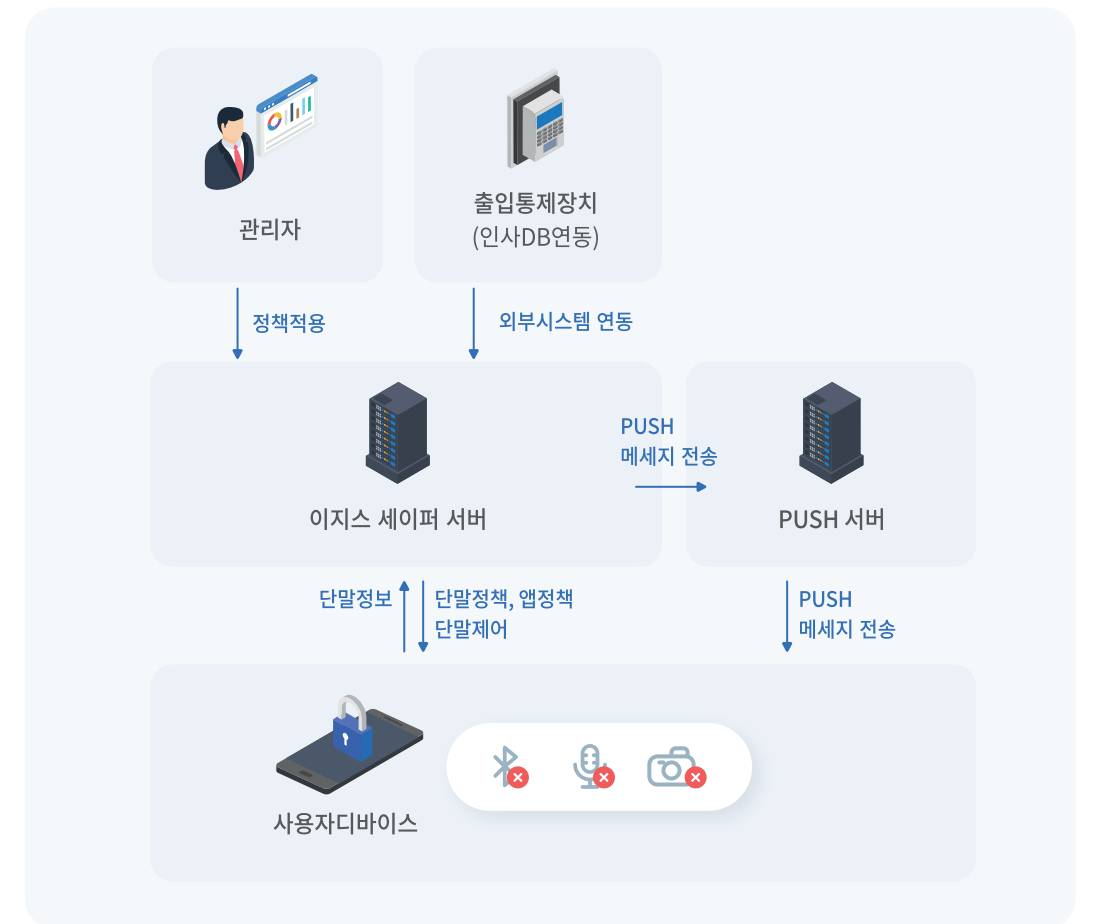 관리자
출입통제장치
(인사DB연동)
정책적용
외부시스템 연동
PUSH
메세지 전송
이지스 세이퍼 서버
PUSH 서버
단말정보
단말정책, 앱정책
단말제어
PUSH
메세지 전송
사용자디바이스